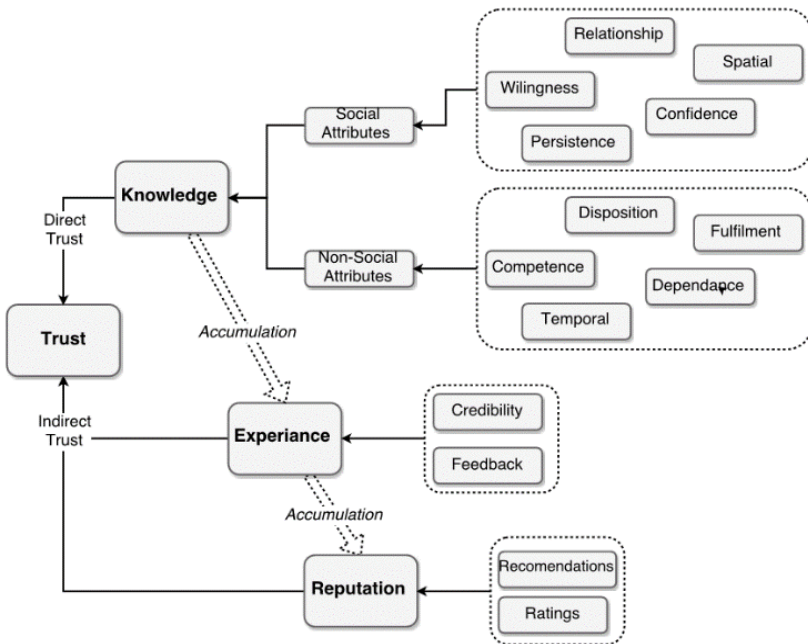 Relationship
Spatial
Wilingness
Confidence
Persistence
Social
Attributes
Knowledge
Direct
Trust
Disposition
Fulfilment
Non-Social
Attributes
Competence
Dependance
Temporal
Trust
Accumulation
Indirect
Trust
Experiance
Credibility
Feedback
Accumulation
Reputation
Recomendations
Ratings